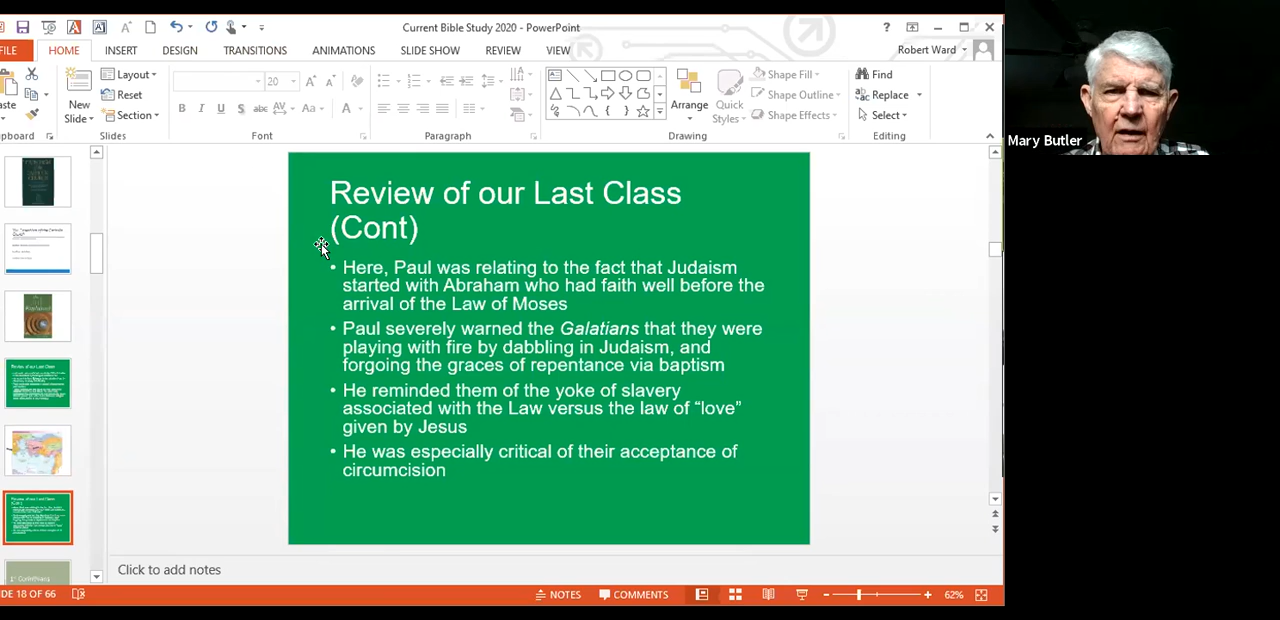 Current Bible Study 2020 - PowerPoint
?
FILE HOME INSERT DESIGN TRANSITIONS ANIMATIONS SLIDE SHOW REVIEW VIEW
Robert Ward
New
Slide
Layout
Reset
Section
20
B I U S abc AV Aa A
Arrange
Quick
Styles
Shape Fill
Shape Outline
Shape Effects
Find
Replace
Select
Slides
Font
Paragraph
Drawing
Editing
Mary Butler
Review of our Last Class
(Cont)
• Here, Paul was relating to the fact that Judaism
started with Abraham who had faith well before the
arrival of the Law of Moses
• Paul severely warned the Galatians that they were
playing with fire by dabbling in Judaism, and
forgoing the graces of repentance via baptism
• He reminded them of the yoke of slavery
associated with the Law versus the law of “love”
given by Jesus
• He was especially critical of their acceptance of
circumcision
1st Corinthians
Click to add notes
DE 18 OF 66
NOTES
COMMENTS
62%